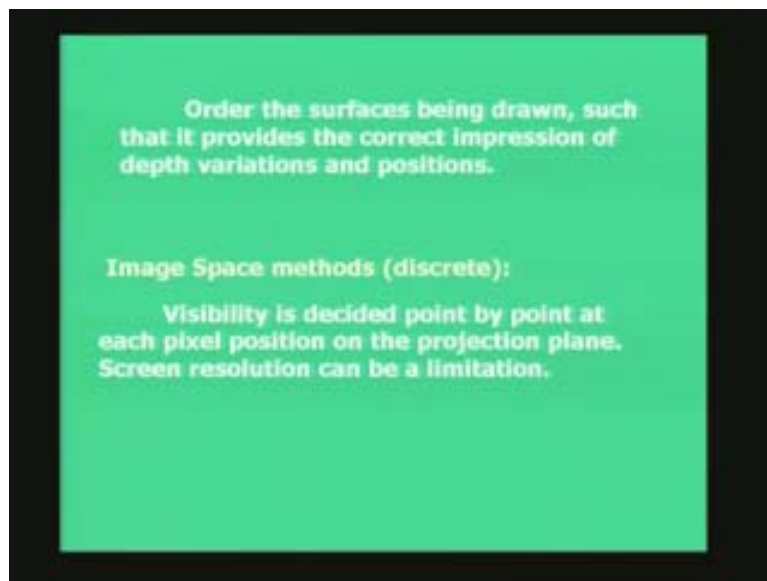 Order the surfaces being drawn, such
that it provides the correct impression of
depth variations and positions.
Image Space methods (discrete):
Visibility is decided point by point at
each pixel position on the projection plane.
Screen resolution can be a limitation.